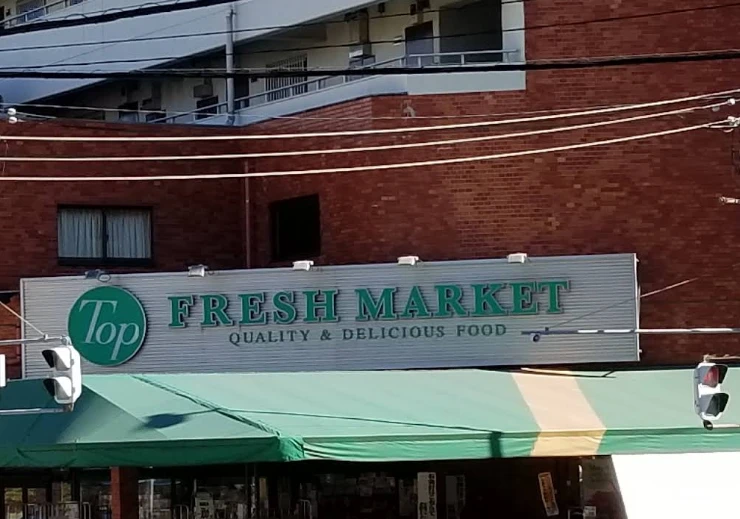 Top
FRESH MARKET
QUALITY & DELICIOUS FOOD